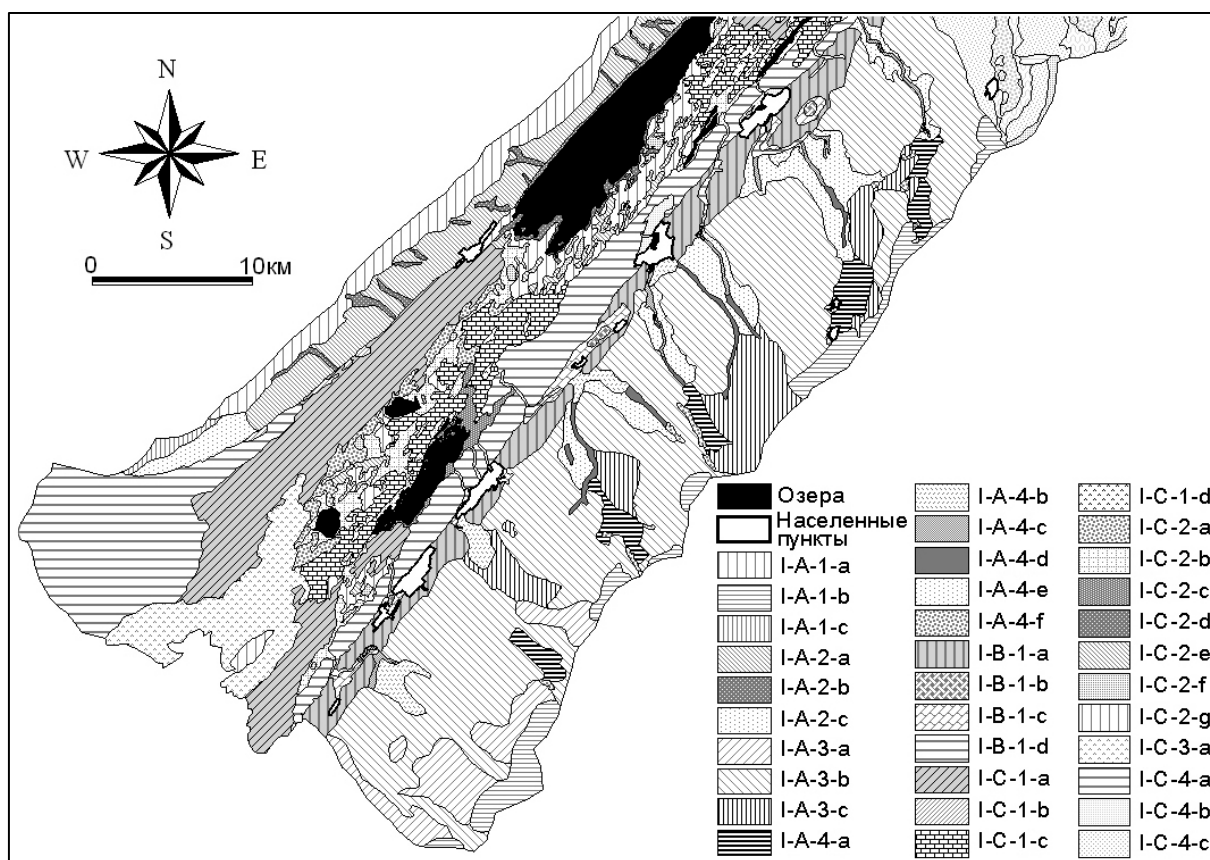 N
W E
S
0 10км
Озера
Населенные
пункты
I-A-1-a
I-A-1-b
I-A-1-c
I-A-2-a
I-A-2-b
I-A-2-c
I-A-3-a
I-A-3-b
I-A-3-c
I-A-4-a
I-A-4-b
I-A-4-c
I-A-4-d
I-A-4-e
I-A-4-f
I-B-1-a
I-B-1-b
I-B-1-c
I-B-1-d
I-C-1-a
I-C-1-b
I-C-1-c
I-C-1-d
I-C-2-a
I-C-2-b
I-C-2-c
I-C-2-d
I-C-2-e
I-C-2-f
I-C-2-g
I-C-3-a
I-C-4-a
I-C-4-b
I-C-4-c